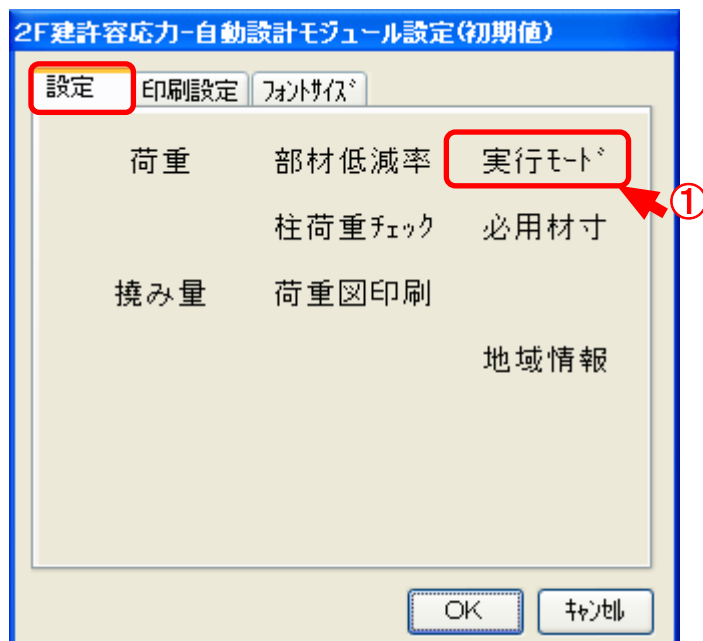 2F建許容応力-自動設計モジュール設定(初期値)
設定 印刷設定 ﾌｫﾝﾄｻｲｽﾞ
荷重 部材低減率 実行ﾓｰﾄﾞ
①
柱荷重ﾁｪｯｸ 必用材寸
撓み量 荷重図印刷
地域情報
OK ｷｬﾝｾﾙ